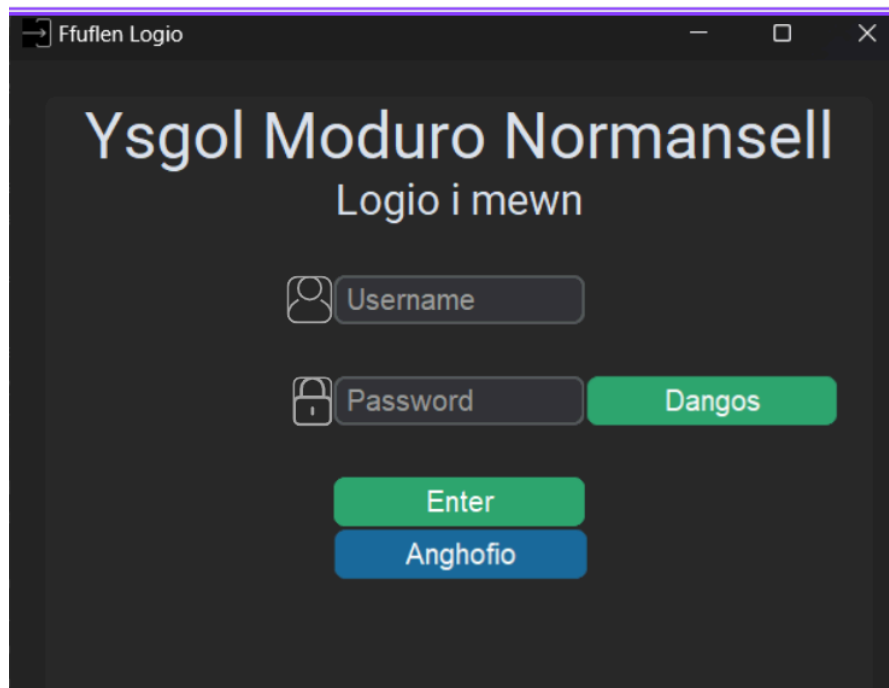 Ffuflen Logio
Ysgol Moduro Normansell
Logio i mewn
Username
Password Dangos
Enter
Anghofio